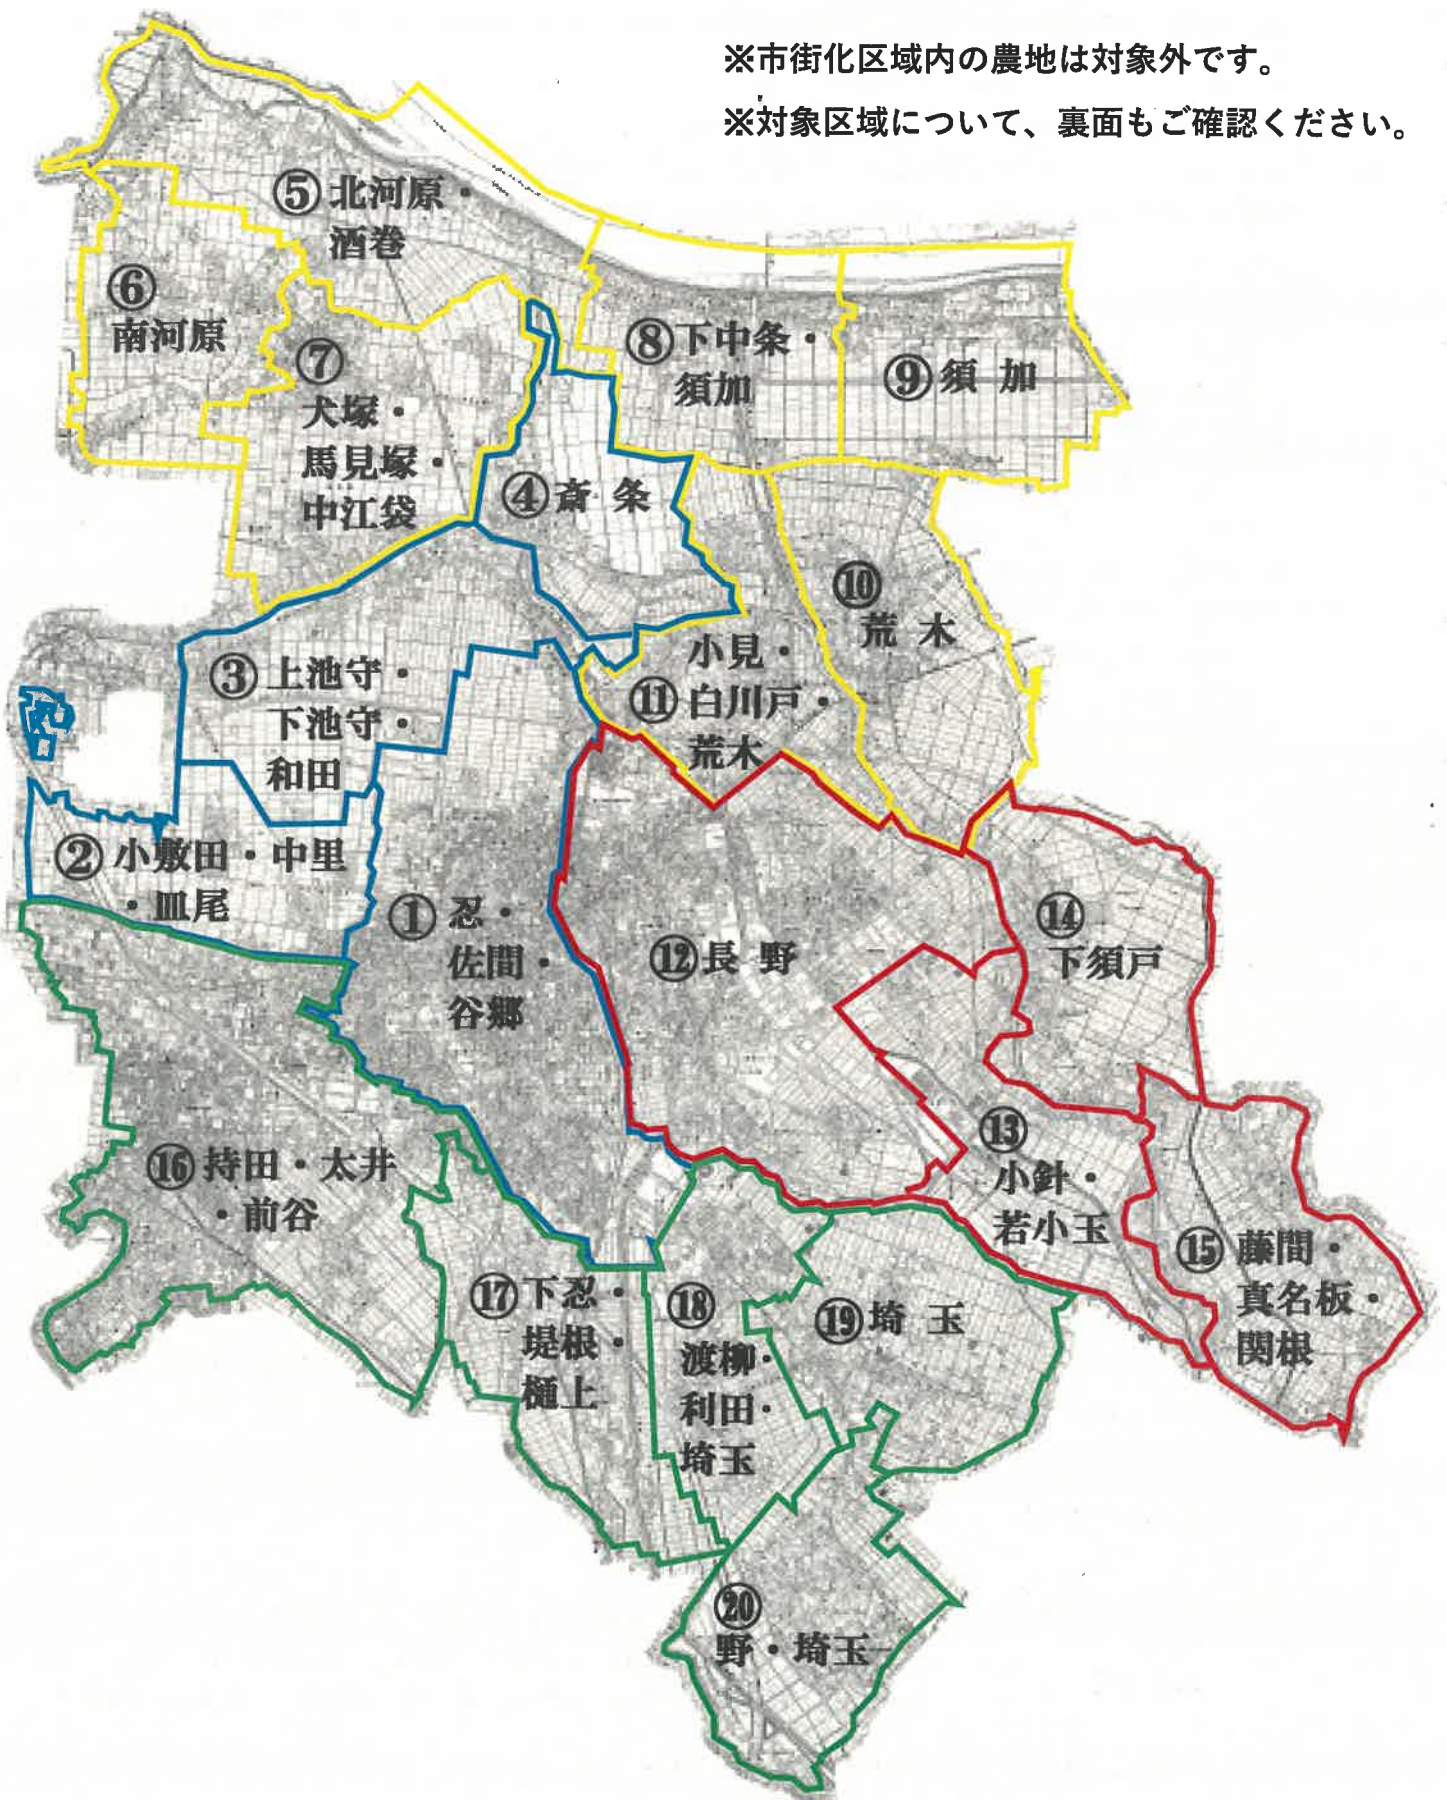 ※市街化区域内の農地は対象外です。
※対象区域について、裏面もご確認ください。
⑤北河原・
酒巻
⑥
南河原
⑦
犬塚・
馬見塚・
中江袋
⑧下中条・
須加
⑨須 加
④斎 条
⑩
荒 木
③上池守・
下池守・
和田
小見・
⑪白川戸・
荒木
②小敷田・中里
・皿尾
①忍・
佐間・
谷郷
⑫長 野
⑭
下須戸
⑬
小針・
若小玉
⑮藤間・
真名板・
関根
⑯持田・太井
・前谷
⑰下忍・
堤根・
樋上
⑱
渡柳・
利田・
埼玉
⑲埼 玉
⑳
野・埼玉